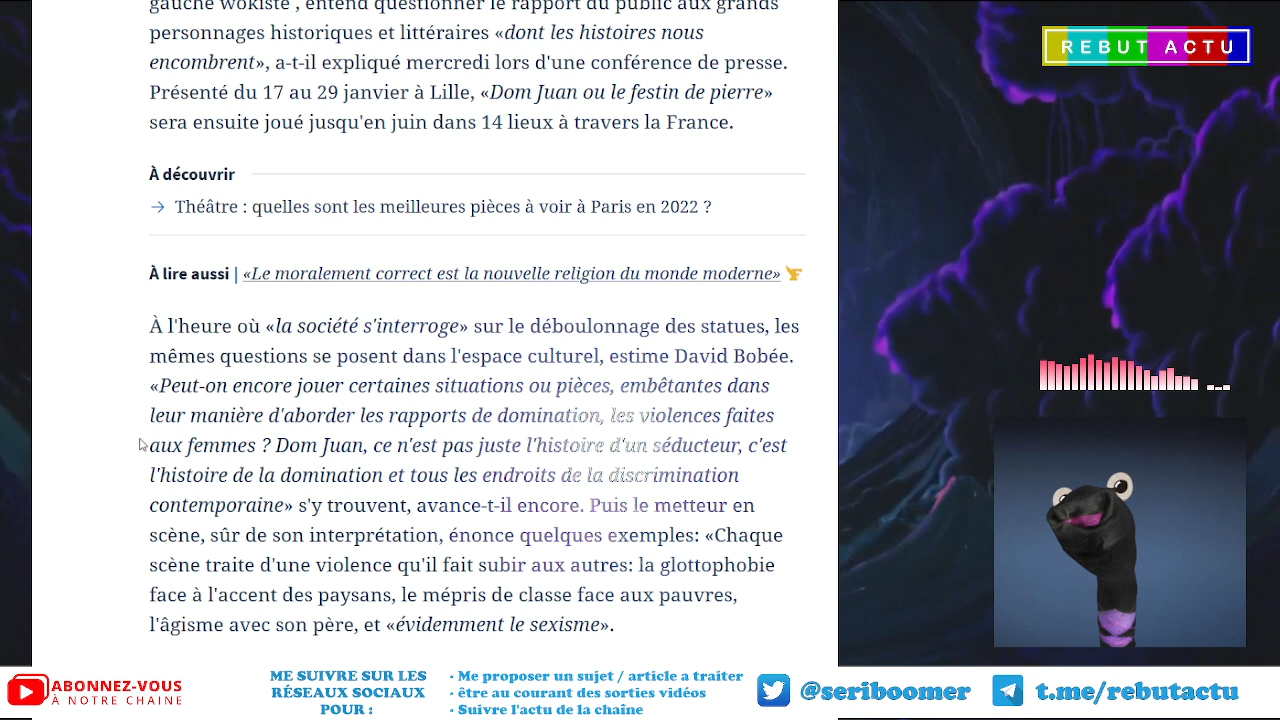 gauche wokiste", entend questionner le rapport du public aux grands
personnages historiques et littéraires «dont les histoires nous
encombrent», a-t-il expliqué mercredi lors d'une conférence de presse.
Présenté du 17 au 29 janvier à Lille, «Dom Juan ou le festin de pierre»
sera ensuite joué jusqu'en juin dans 14 lieux à travers la France.
À découvrir
→ Théâtre : quelles sont les meilleures pièces à voir à Paris en 2022 ?
À lire aussi | «Le moralement correct est la nouvelle religion du monde moderne»
À l'heure où «la société s'interroge» sur le déboulonnage des statues, les
mêmes questions se posent dans l'espace culturel, estime David Bobée.
«Peut-on encore jouer certaines situations ou pièces, embêtantes dans
leur manière d'aborder les rapports de domination, les violences faites
aux femmes ? Dom Juan, ce n'est pas juste l'histoire d'un séducteur, c'est
l'histoire de la domination et tous les endroits de la discrimination
contemporaine» s'y trouvent, avance-t-il encore. Puis le metteur en
scène, sûr de son interprétation, énonce quelques exemples: «Chaque
scène traite d'une violence qu'il fait subir aux autres: la glottophobie
face à l'accent des paysans, le mépris de classe face aux pauvres,
l'âgisme avec son père, et «évidemment le sexisme».
REBUT ACTU
ABONNEZ-VOUS
À NOTRE CHAINE
ME SUIVRE SUR LES
RÉSEAUX SOCIAUX
POUR :
- Me proposer un sujet / article a traiter
- être au courant des sorties vidéos
- Suivre l'actu de la chaîne
@seriboomer
t.me/rebutactu